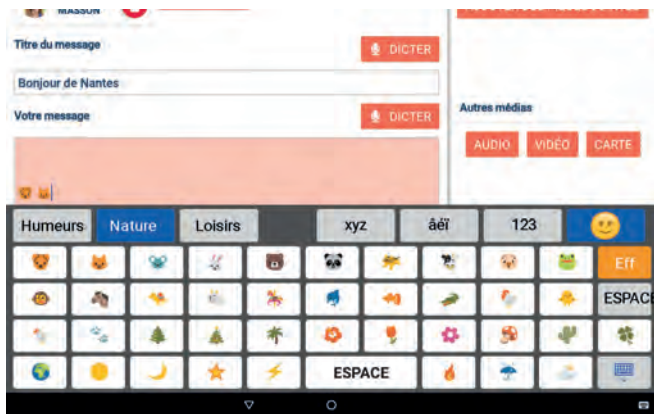 MASSON
Titre du message
DICTER
Bonjour de Nantes
Votre message
DICTER
Autres médias
AUDIO VIDÉO CARTE
Humeurs Nature Loisirs xyz âéï 123
Eff
ESPACE
ESPACE